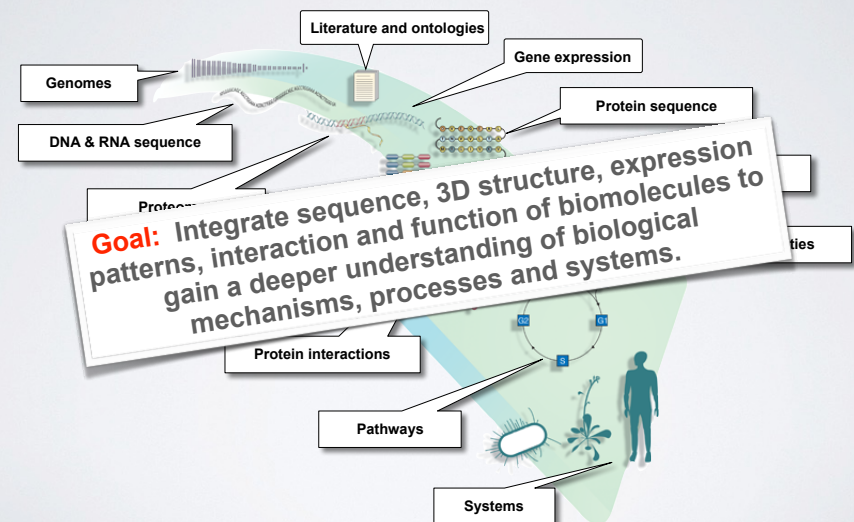 Literature and ontologies
Gene expression
Genomes
Protein sequence
DNA & RNA sequence
Goal: Integrate sequence, 3D structure, expression
patterns, interaction and function of biomolecules to
gain a deeper understanding of biological
mechanisms, processes and systems.
G2
G1
S
Protein interactions
Pathways
Systems